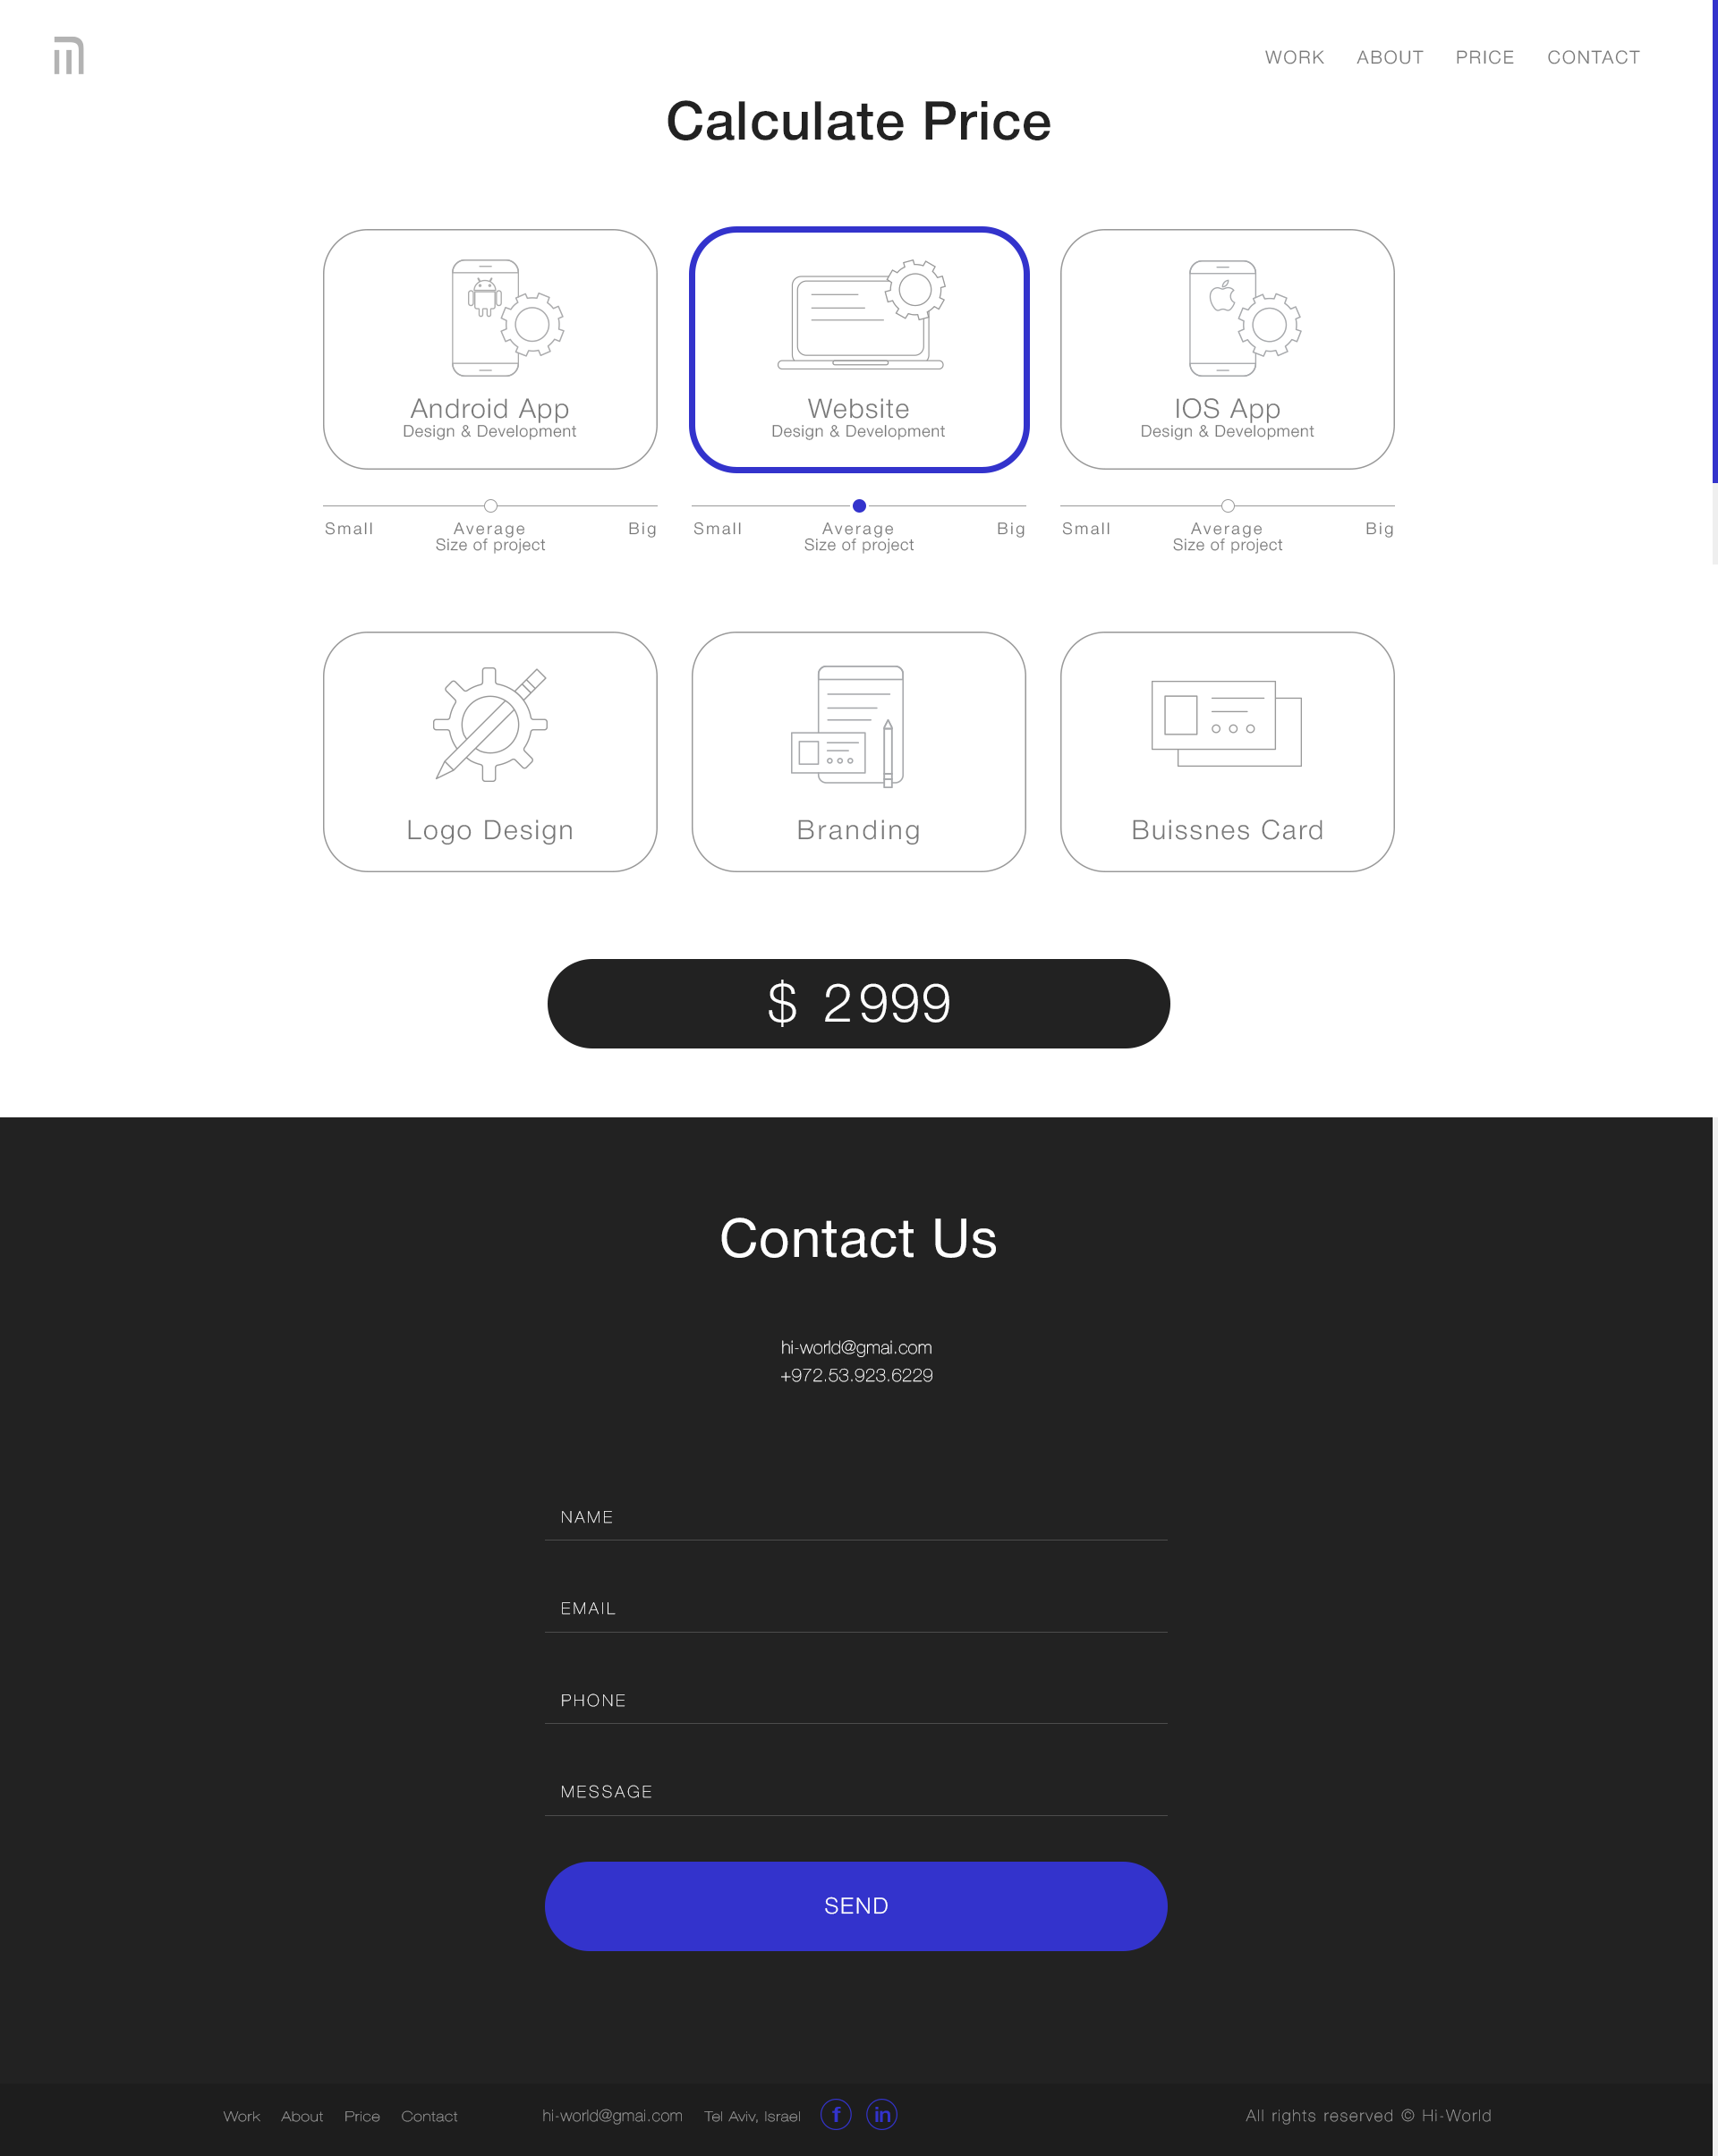 WORK ABOUT PRICE CONTACT
Calculate Price
Android App
Design & Development
Website
Design & Development
IOS App
Design & Development
Small Average Big
Size of project
Small Average Big
Size of project
Small Average Big
Size of project
Logo Design
Branding
Buissnes Card
$ 2999
Contact Us
hi-world@gmai.com
+972.53.923.6229
NAME
EMAIL
PHONE
MESSAGE
SEND
Work About Price Contact hi-world@gmai.com Tel Aviv, Israel f in All rights reserved © Hi-World